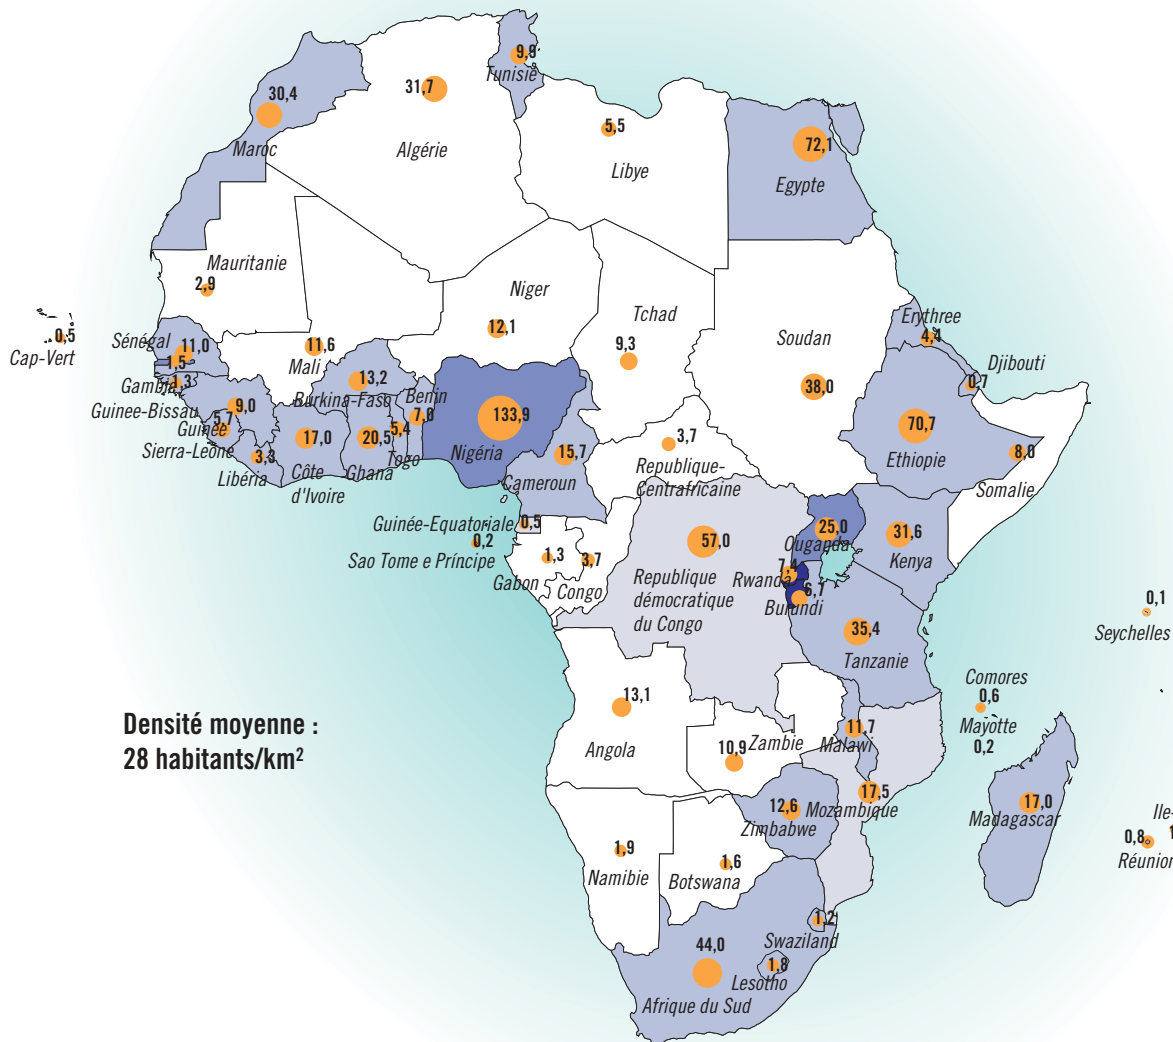 9,9
Tunisie
31,7
Algérie
30,4
Maroc
5,5
Libye
72,1
Egypte
Mauritanie
2,9
Niger
12,1
Tchad
9,3
Soudan
38,0
Erythree
4,4
Djibouti
0,7
0,5
Cap-Vert
Sénégal
11,0
1,5
Gambie
1,3
Guinee-Bissau
11,6
Mali
13,2
Burkina-Faso
Benin
7,0
9,0
Guinée
5,7
Sierra-Leone
3,3
Libéria
17,0
Côte
d'Ivoire
20,5
Ghana
5,4
Togo
133,9
Nigéria
15,7
Cameroun
3,7
Republique-
Centrafricaine
70,7
Ethiopie
8,0
Somalie
Guinée-Equatoriale
0,5
0,2
Sao Tome e Príncipe
1,3
Gabon
3,7
Congo
57,0
Republique
démocratique
du Congo
25,0
Ouganda
31,6
Kenya
7,4
Rwanda
6,7
Burundi
35,4
Tanzanie
0,1
Seychelles
Comores
0,6
Mayotte
0,2
Densité moyenne :
28 habitants/km²
13,1
Angola
10,9
Zambie
11,7
Malawi
17,5
Mozambique
12,6
Zimbabwe
17,0
Madagascar
Ile-
1
0,8
Réunion
1,9
Namibie
1,6
Botswana
1,2
Swaziland
1,8
Lesotho
44,0
Afrique du Sud